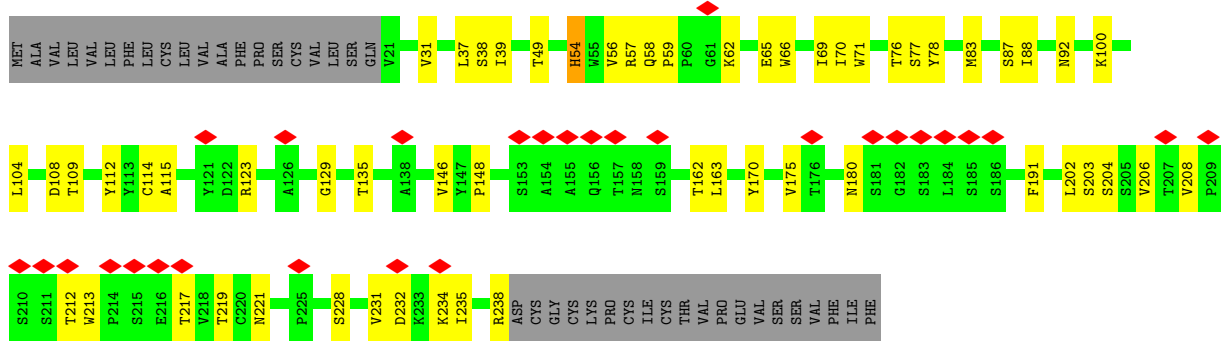 MET ALA VAL LEU VAL LEU PHE LEU CYS LEU VAL ALA PHE PRO SER CYS VAL LEU SER GLN V21 V31 L37 S38 I39 T49 H54 W55 V56 R57 Q58 P59 P60 G61 K62 E65 W66 I69 I70 W71 T76 S77 Y78 M83 S87 I88 N92 K100
L104 D108 T109 Y112 Y113 C114 A115 Y121 D122 R123 A126 G129 T135 A138 V146 Y147 P148 S153 A154 A155 Q156 T157 N158 S159 T162 L163 Y170 V175 T176 N180 S181 G182 S183 L184 S185 S186 F191 L202 S203 S204 S205 V206 T207 V208 P209
S210 S211 T212 W213 P214 S215 E216 T217 V218 T219 C220 N221 P225 S228 V231 D232 K233 K234 I235 R238 ASP CYS GLY CYS LYS PRO CYS ILE CYS THR VAL PRO GLU VAL SER SER VAL PHE ILE PHE